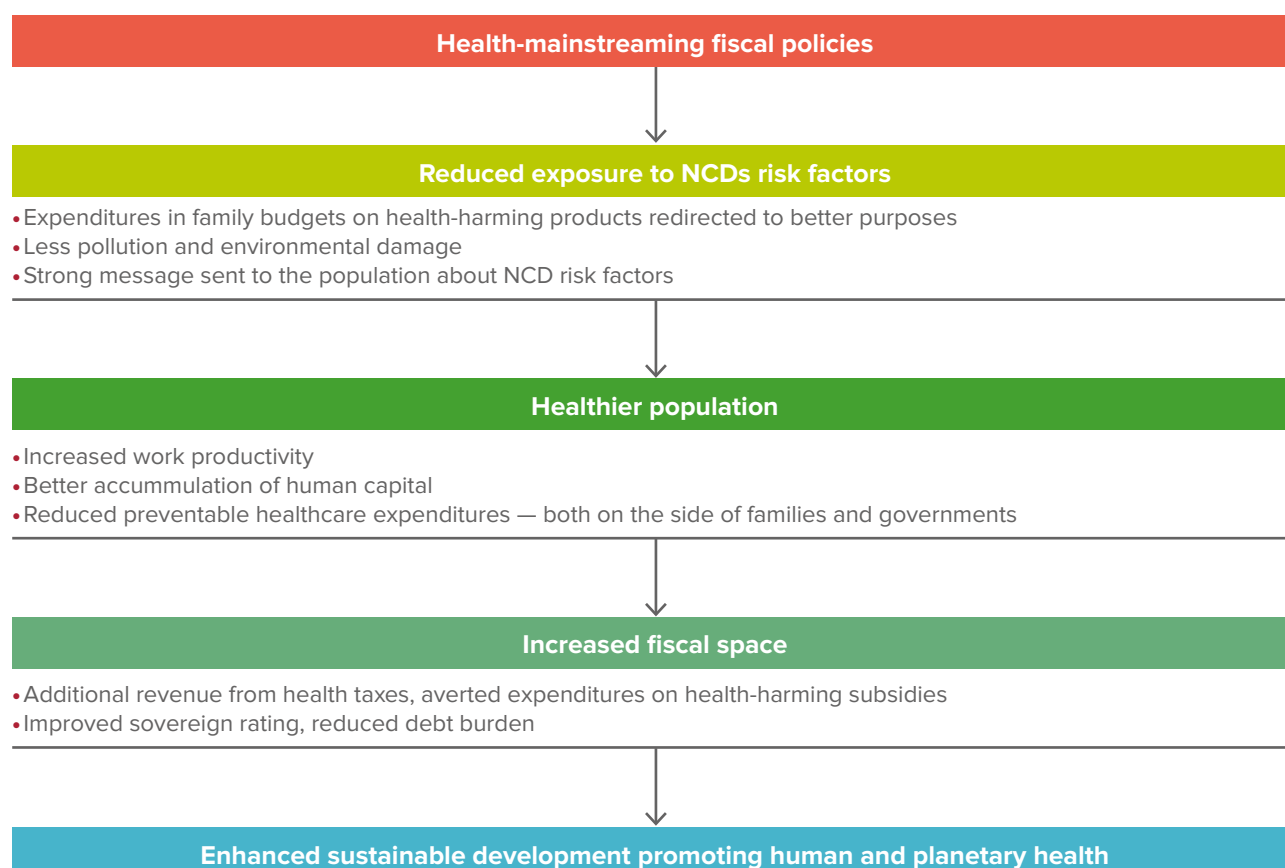 Health-mainstreaming fiscal policies
Reduced exposure to NCDs risk factors
•Expenditures in family budgets on health-harming products redirected to better purposes
•Less pollution and environmental damage
•Strong message sent to the population about NCD risk factors
Healthier population
•Increased work productivity
•Better accummulation of human capital
•Reduced preventable healthcare expenditures — both on the side of families and governments
Increased fiscal space
•Additional revenue from health taxes, averted expenditures on health-harming subsidies
•Improved sovereign rating, reduced debt burden
Enhanced sustainable development promoting human and planetary health